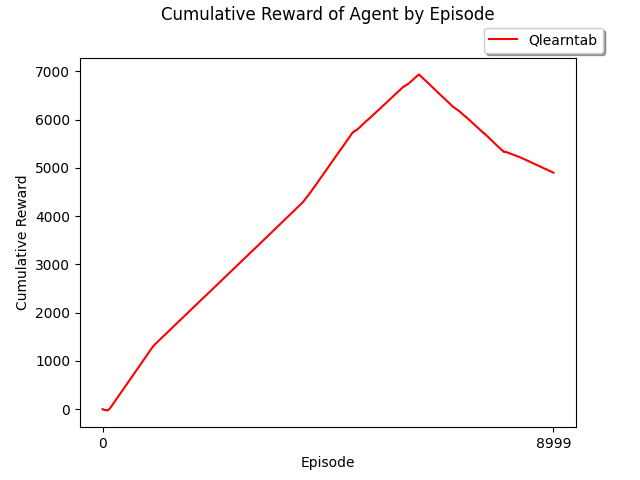 Cumulative Reward of Agent by Episode
Qlearntab
7000
6000
5000
4000
3000
2000
1000
0
Cumulative Reward
0 8999
Episode